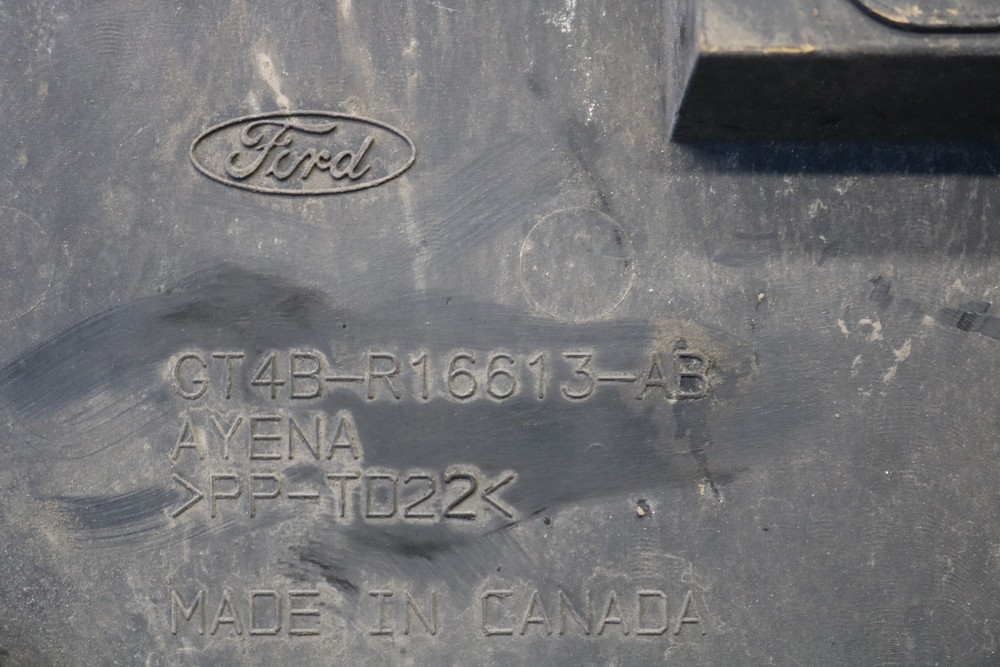 Ford
GT4B-R16613-AB
AYENA
>PP-TD22<
MADE IN CANADA